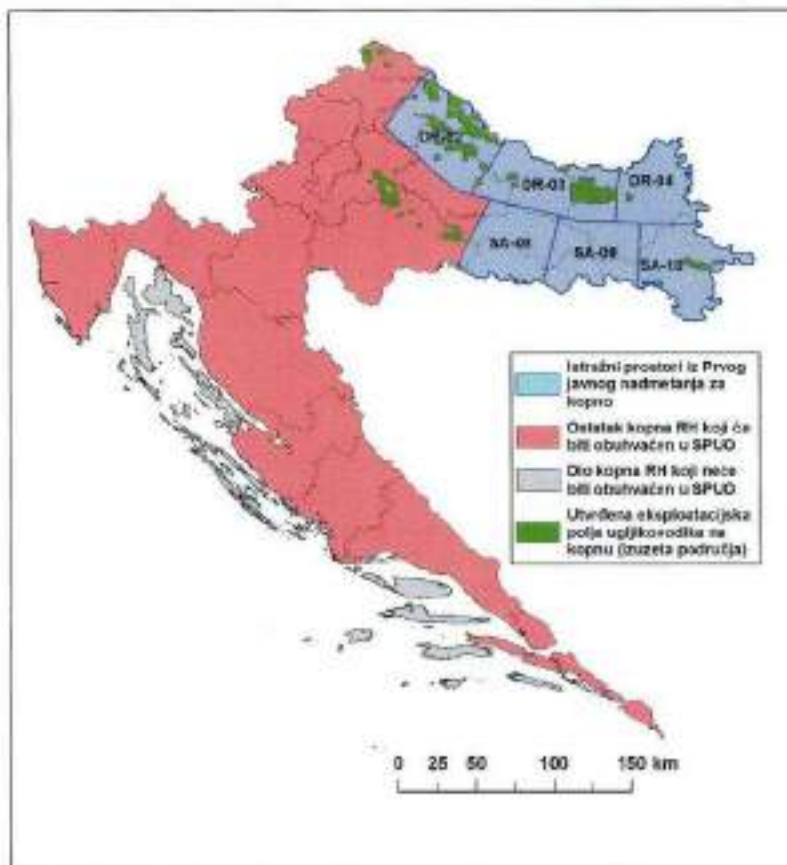 DR-02
DR-03
DR-04
SA-08
SA-09
SA-10
Istražni prostori iz Prvog
javnog nadmetanja za
kopno
Ostatak kopna RH koji će
biti obuhvaćen u SPUO
Dio kopna RH koji neće
biti obuhvaćen u SPUO
Utvrđena eksploatacijska
polja ugljikovodika na
kopnu (izuzeta područja)
0 25 50 100 150 km